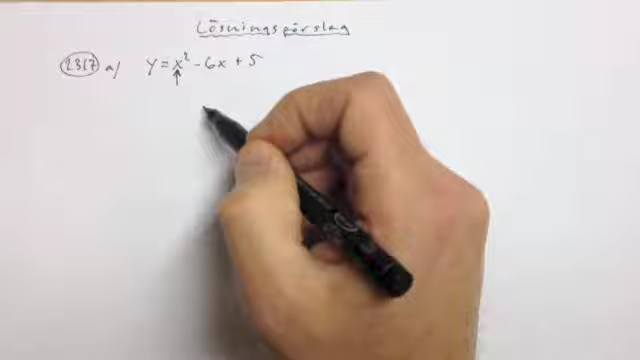 Lösningsförslag
2317 a) y = x² - 6x + 5